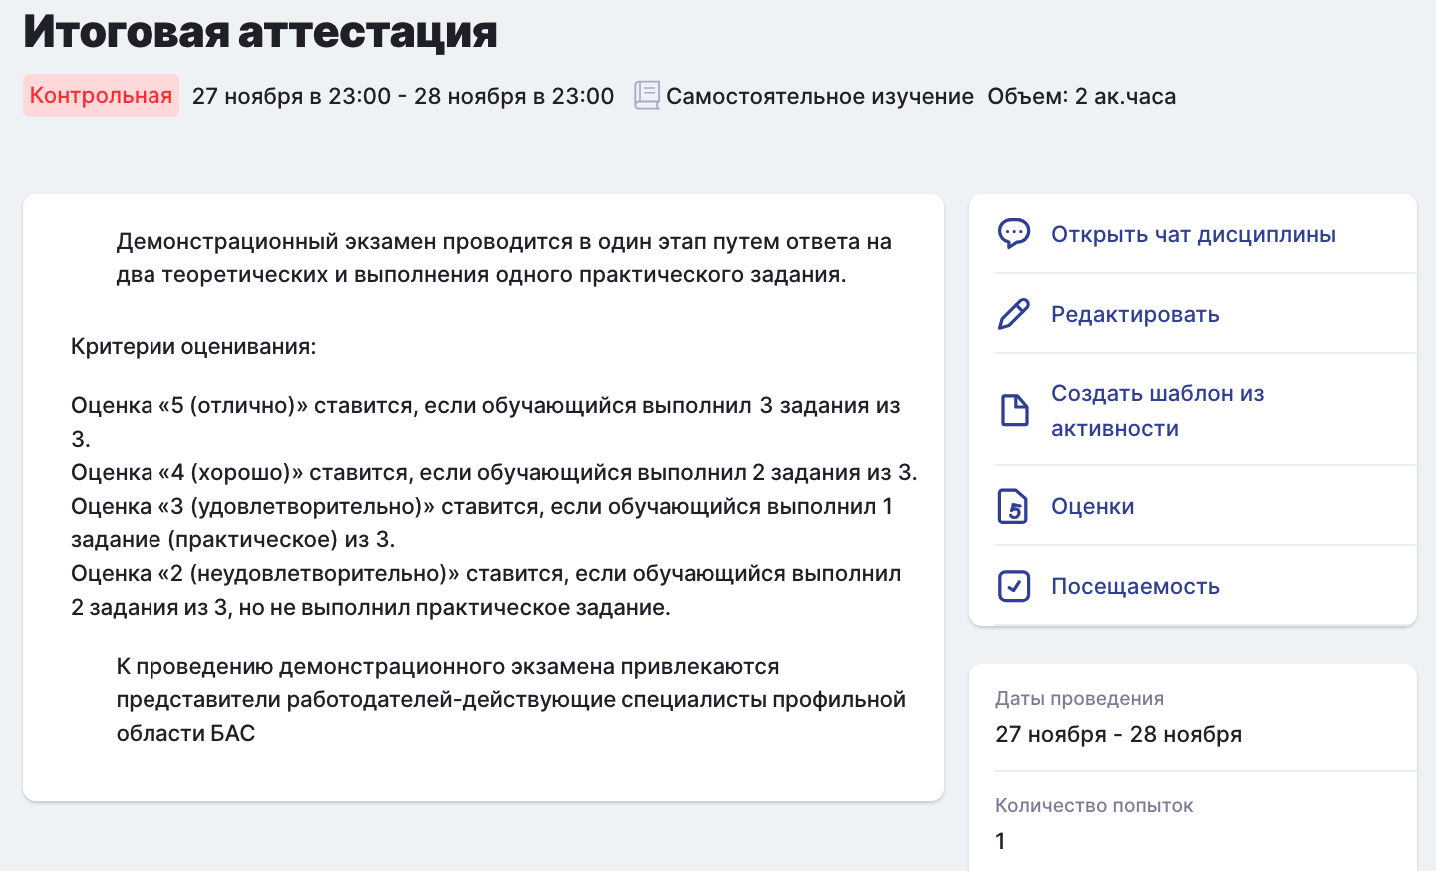 Итоговая аттестация
Контрольная 27 ноября в 23:00 - 28 ноября в 23:00 Самостоятельное изучение Объем: 2 ак.часа
Демонстрационный экзамен проводится в один этап путем ответа на
два теоретических и выполнения одного практического задания.
Критерии оценивания:
Оценка «5 (отлично)» ставится, если обучающийся выполнил 3 задания из
3.
Оценка «4 (хорошо)» ставится, если обучающийся выполнил 2 задания из 3.
Оценка «3 (удовлетворительно)» ставится, если обучающийся выполнил 1
задание (практическое) из 3.
Оценка «2 (неудовлетворительно)» ставится, если обучающийся выполнил
2 задания из 3, но не выполнил практическое задание.
К проведению демонстрационного экзамена привлекаются
представители работодателей-действующие специалисты профильной
области БАС
Открыть чат дисциплины
Редактировать
Создать шаблон из
активности
5 Оценки
Посещаемость
Даты проведения
27 ноября - 28 ноября
Количество попыток
1